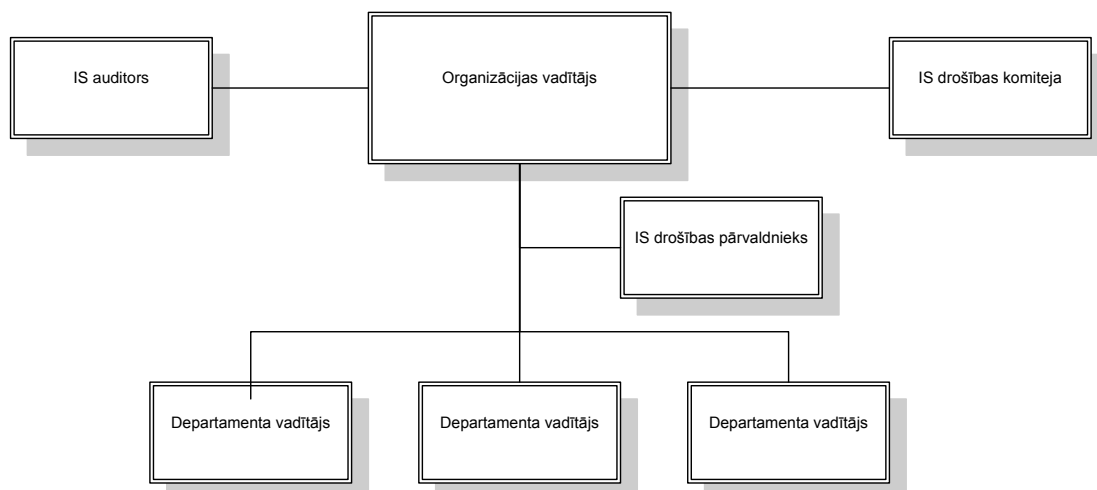 IS auditors
Organizācijas vadītājs
IS drošības komiteja
IS drošības pārvaldnieks
Departamenta vadītājs
Departamenta vadītājs
Departamenta vadītājs